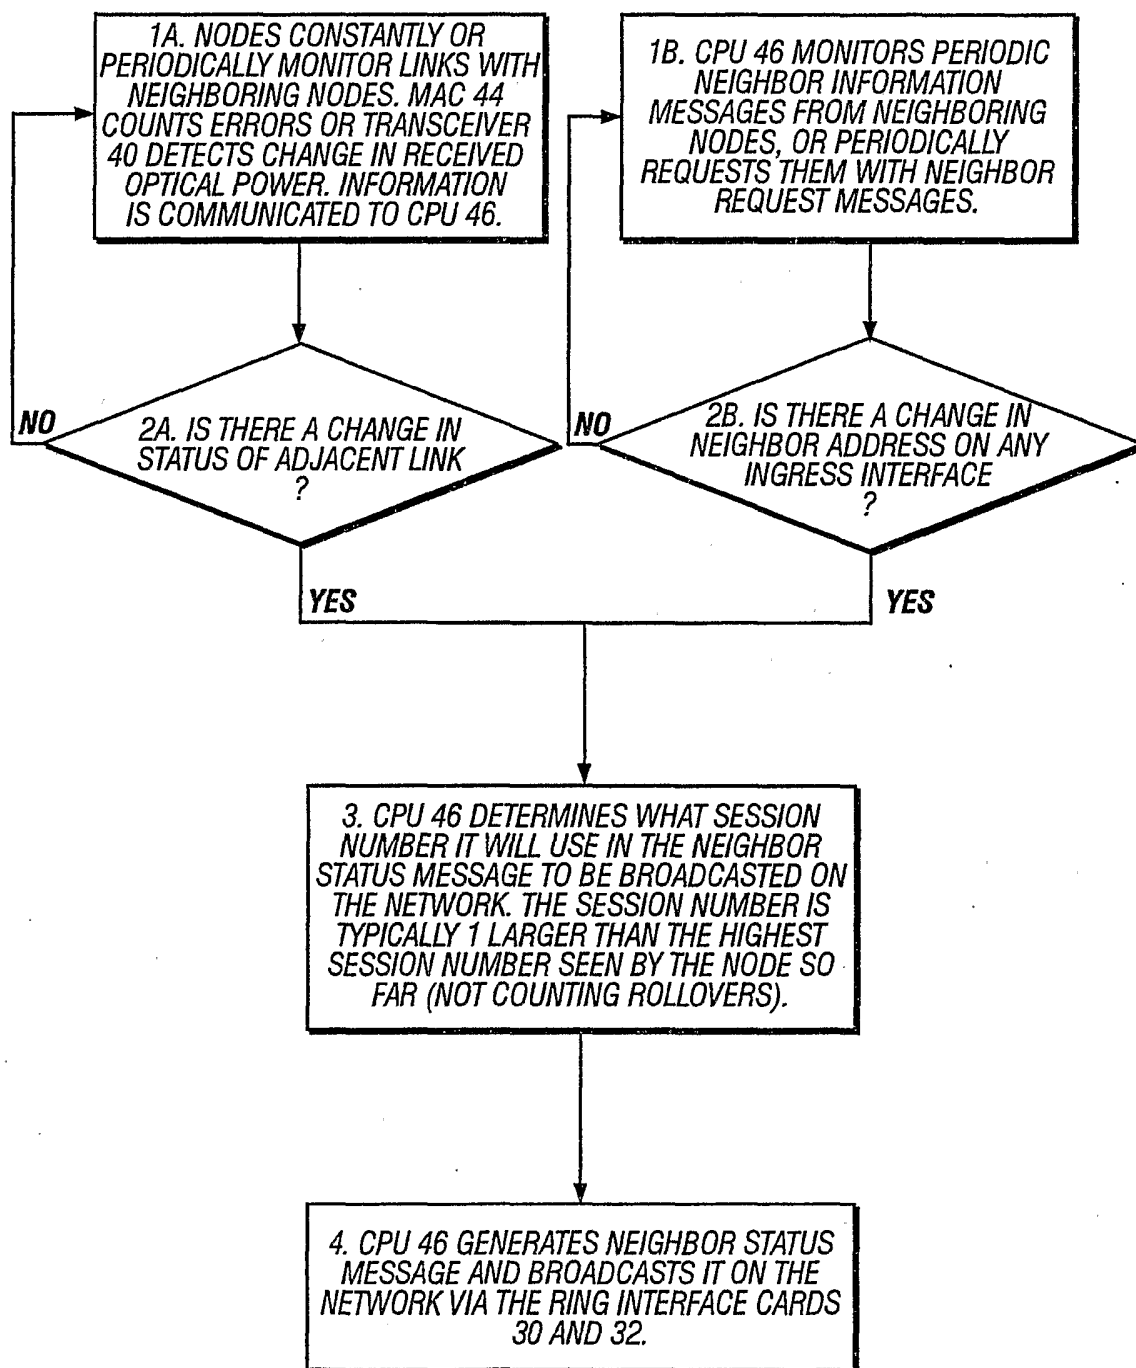 1A. NODES CONSTANTLY OR
PERIODICALLY MONITOR LINKS WITH
NEIGHBORING NODES. MAC 44
COUNTS ERRORS OR TRANSCEIVER
40 DETECTS CHANGE IN RECEIVED
OPTICAL POWER. INFORMATION
IS COMMUNICATED TO CPU 46.
1B. CPU 46 MONITORS PERIODIC
NEIGHBOR INFORMATION
MESSAGES FROM NEIGHBORING
NODES, OR PERIODICALLY
REQUESTS THEM WITH NEIGHBOR
REQUEST MESSAGES.
NO
2A. IS THERE A CHANGE IN
STATUS OF ADJACENT LINK
?
NO
2B. IS THERE A CHANGE IN
NEIGHBOR ADDRESS ON ANY
INGRESS INTERFACE
?
YES
YES
3. CPU 46 DETERMINES WHAT SESSION
NUMBER IT WILL USE IN THE NEIGHBOR
STATUS MESSAGE TO BE BROADCASTED ON
THE NETWORK. THE SESSION NUMBER IS
TYPICALLY 1 LARGER THAN THE HIGHEST
SESSION NUMBER SEEN BY THE NODE SO
FAR (NOT COUNTING ROLLOVERS).
4. CPU 46 GENERATES NEIGHBOR STATUS
MESSAGE AND BROADCASTS IT ON THE
NETWORK VIA THE RING INTERFACE CARDS
30 AND 32.